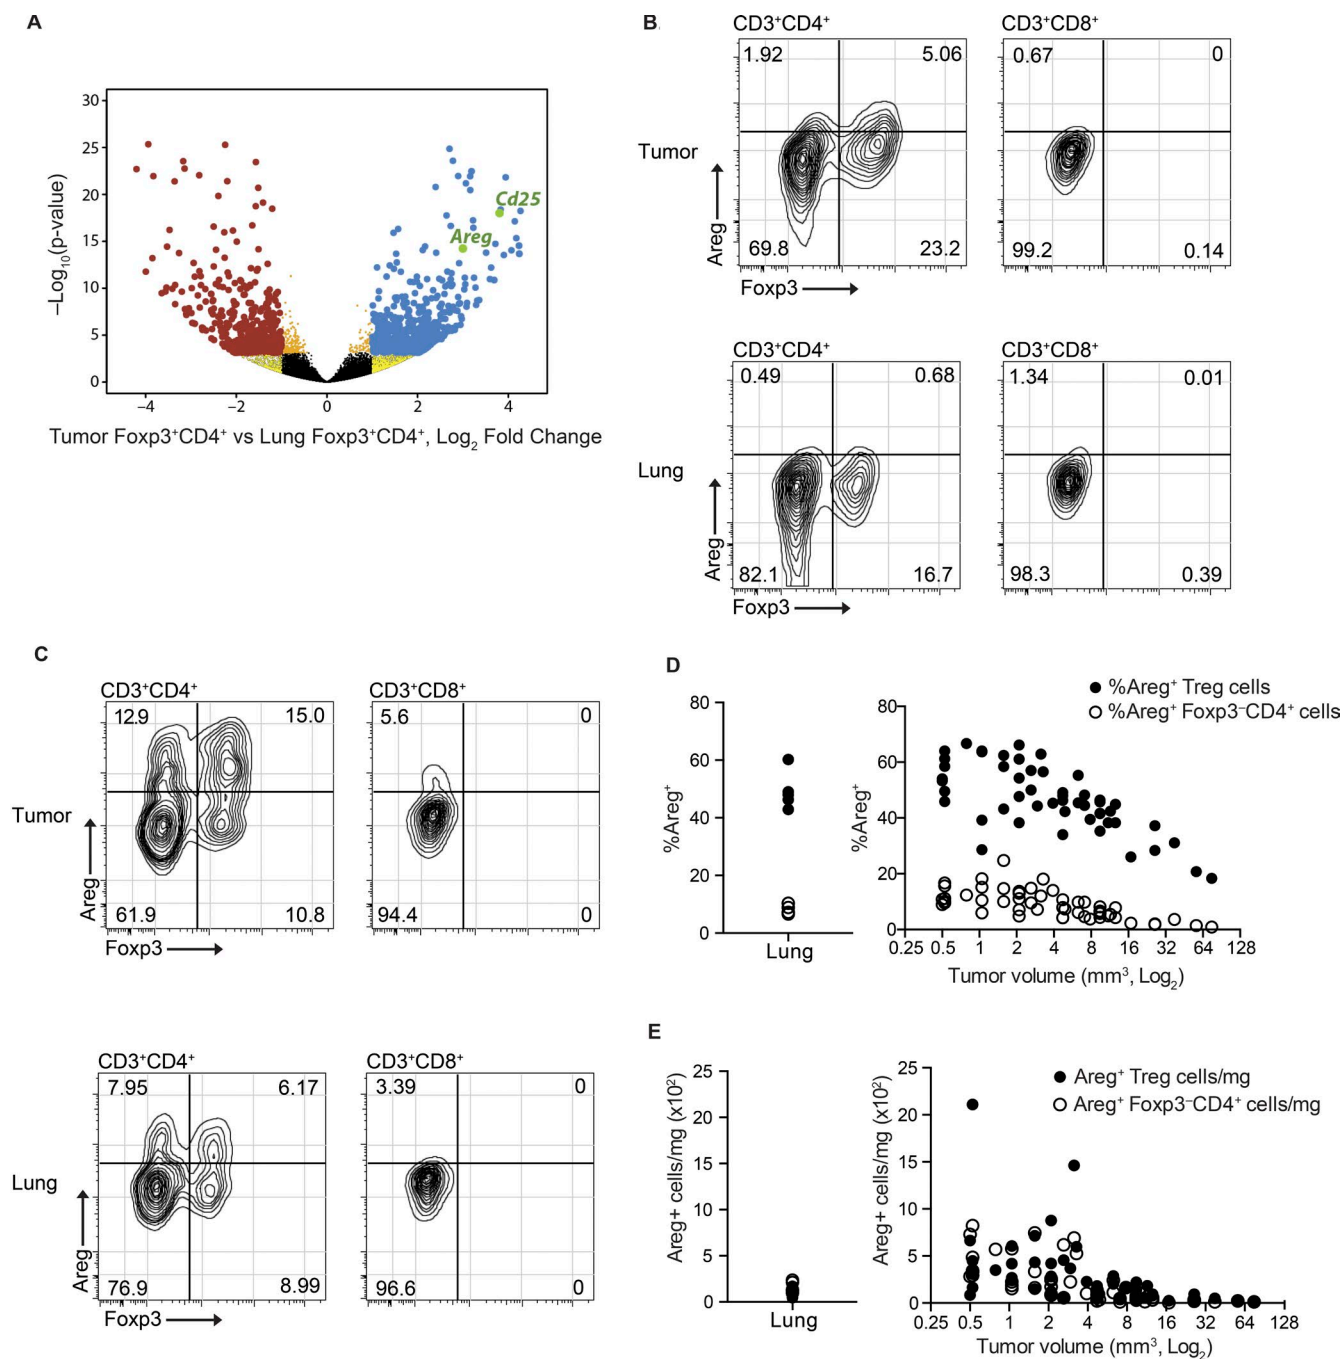 A
30
25
20
15
10
5
0
−Log10(p-value)
Cd25
Areg
−4
−2
0
2
4
Tumor Foxp3+CD4+ vs Lung Foxp3+CD4+, Log2 Fold Change
B
CD3+CD4+
CD3+CD8+
1.92
5.06
0.67
0
Tumor
Areg
69.8
23.2
99.2
0.14
Foxp3
CD3+CD4+
CD3+CD8+
0.49
0.68
1.34
0.01
Lung
Areg
82.1
16.7
98.3
0.39
Foxp3
C
CD3+CD4+
CD3+CD8+
12.9
15.0
5.6
0
Tumor
Areg
61.9
10.8
94.4
0
Foxp3
CD3+CD4+
CD3+CD8+
7.95
6.17
3.39
0
Lung
Areg
76.9
8.99
96.6
0
Foxp3
D
80
60
40
20
0
%Areg+
Lung
%Areg+ Treg cells
%Areg+ Foxp3−CD4+ cells
80
60
40
20
0
%Areg+
0.25
0.5
1
2
4
8
16
32
64
128
Tumor volume (mm3, Log2)
E
25
20
15
10
5
0
Areg+ cells/mg (x102)
Lung
Areg+ Treg cells/mg
Areg+ Foxp3−CD4+ cells/mg
25
20
15
10
5
0
Areg+ cells/mg (x102)
0.25
0.5
1
2
4
8
16
32
64
128
Tumor volume (mm3, Log2)